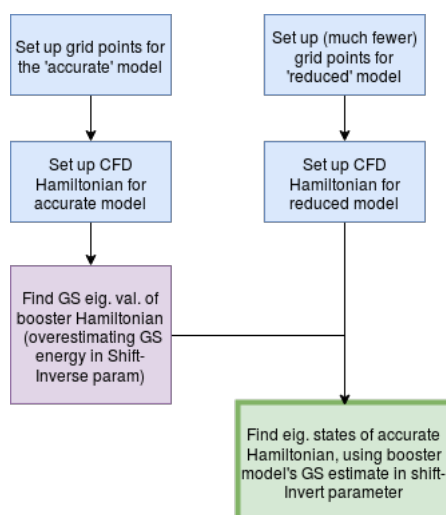 Set up grid points for
the 'accurate' model
Set up (much fewer)
grid points for
'reduced' model
Set up CFD
Hamiltonian for
accurate model
Set up CFD
Hamiltonian for
reduced model
Find GS eig. val. of
booster Hamiltonian
(overestimating GS
energy in Shift-
Inverse param)
Find eig. states of accurate
Hamiltonian, using booster
model's GS estimate in shift-
Invert parameter